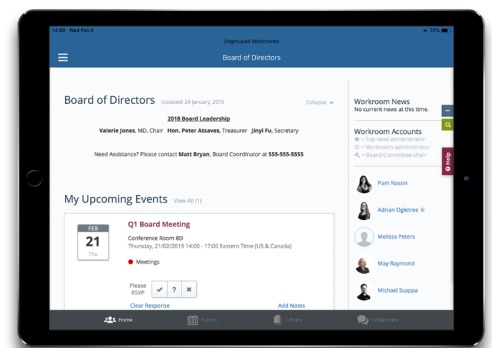 14:50 Wed Feb 6
73%
Ungrouped Workrooms
Board of Directors
Board of Directors Updated: 24 January, 2019 Collapse
2018 Board Leadership
Valerie Jones, MD, Chair Hon. Peter Atsaves, Treasurer Jinyi Fu, Secretary
Need Assistance? Please contact Matt Bryan, Board Coordinator at 555-555-5555
My Upcoming Events View All (1)
FEB
21
Thu
Q1 Board Meeting
Conference Room 8D
Thursday, 21/02/2019 14:00 - 17:00 Eastern Time (US & Canada)
Meetings
Please
RSVP
?
Clear Response Add Notes
Workroom News
No current news at this time.
Workroom Accounts
= Top-level administrator
= Workroom administrator
= Board/Committee chair
Pam Nason
Adrian Ogletree
Melissa Peters
May Raymond
Michael Scappa
Help
Home
Events
Library
Collaborate